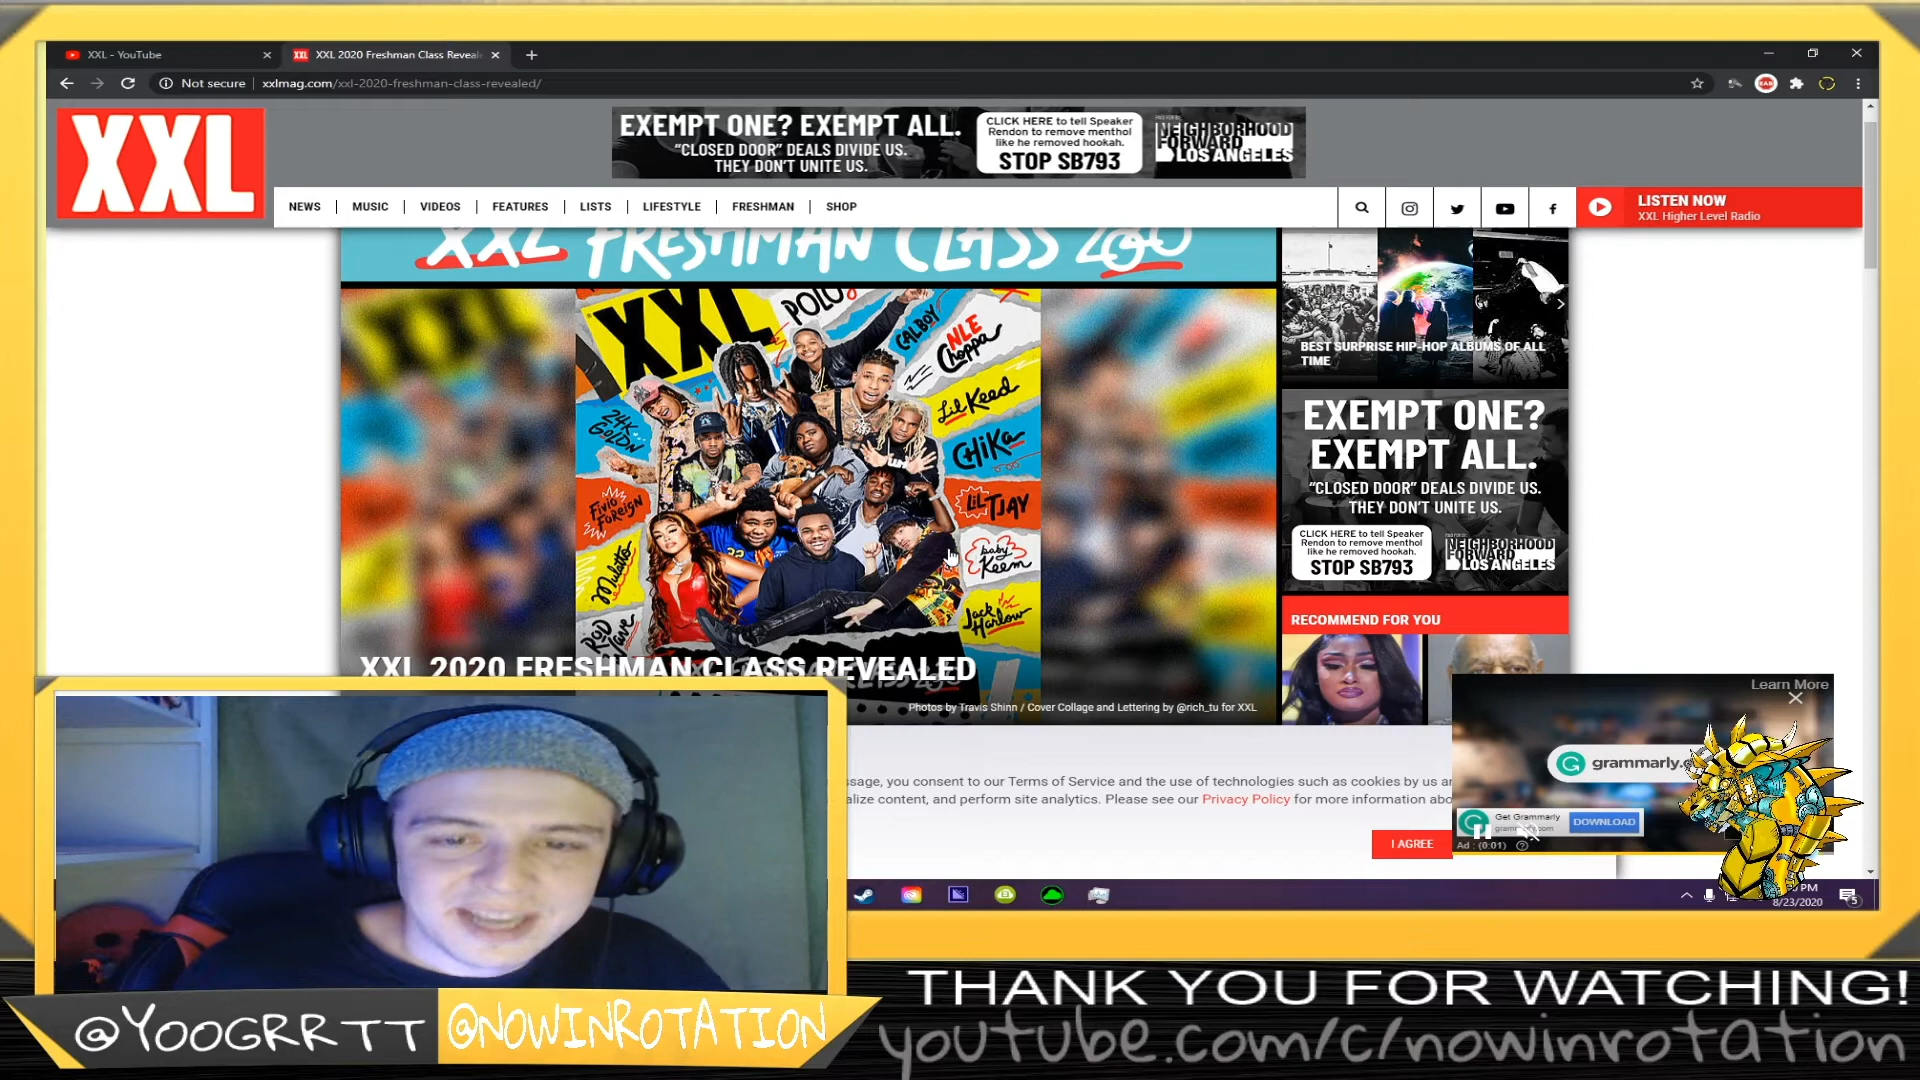 XXL - YouTube
XXL 2020 Freshman Class Reveal
Not secure
xxlmag.com/xxl-2020-freshman-class-revealed/
XXL
EXEMPT ONE? EXEMPT ALL.
"CLOSED DOOR" DEALS DIVIDE US.
THEY DON'T UNITE US.
CLICK HERE to tell Speaker
Rendon to remove menthol
like he removed hookah.
STOP SB793
NEIGHBORHOOD
FORWARD
LOS ANGELES
NEWS
MUSIC
VIDEOS
FEATURES
LISTS
LIFESTYLE
FRESHMAN
SHOP
LISTEN NOW
XXL Higher Level Radio
XXL FRESHMAN CLASS
XXL
POLO
CALBOY
NLE
Choppa
Lil Keed
CHIKA
LIL TJAY
baby
Keem
Jack
Harlow
24K
GOLDN
Fivio
FOREIGN
Mulatto
ROD
Wave
XXL 2020 FRESHMAN CLASS REVEALED
Photos by Travis Shinn / Cover Collage and Lettering by @rich_tu for XXL
BEST SURPRISE HIP-HOP ALBUMS OF ALL
TIME
EXEMPT ONE?
EXEMPT ALL.
"CLOSED DOOR" DEALS DIVIDE US.
THEY DON'T UNITE US.
CLICK HERE to tell Speaker
Rendon to remove menthol
like he removed hookah.
STOP SB793
NEIGHBORHOOD
FORWARD
LOS ANGELES
RECOMMEND FOR YOU
Learn More
grammarly.c
Get Grammarly
grammarly.com
DOWNLOAD
Ad : (0:01)
ssage, you consent to our Terms of Service and the use of technologies such as cookies by us ar
alize content, and perform site analytics. Please see our Privacy Policy for more information abo
I AGREE
PM
8/23/2020
5
@YOOGRRTT
@NOWINROTATION
THANK YOU FOR WATCHING!
youtube.com/c/nowinrotation